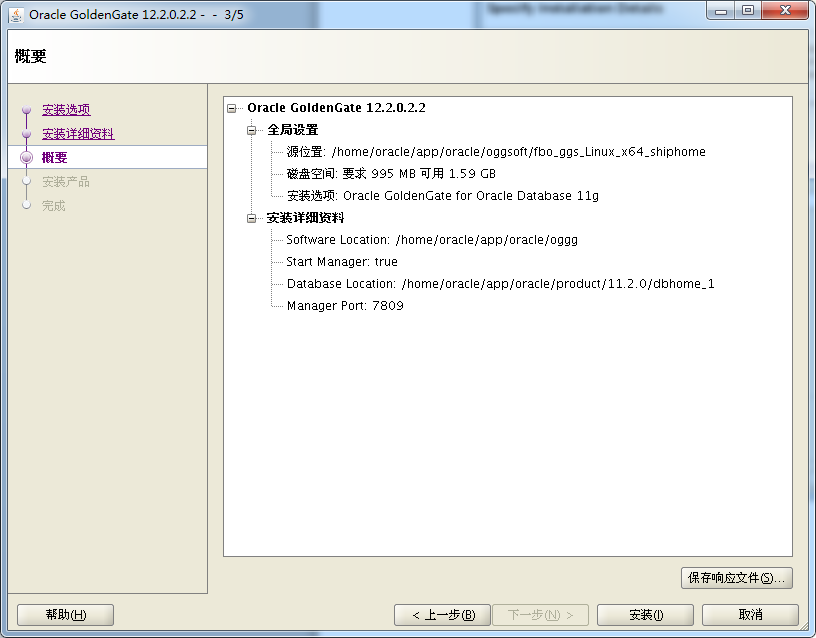 Oracle GoldenGate 12.2.0.2.2 - - 3/5
Specify Installation Details
概要
安装选项
安装详细资料
概要
安装产品
完成
Oracle GoldenGate 12.2.0.2.2
全局设置
源位置: /home/oracle/app/oracle/oggsoft/fbo_ggs_Linux_x64_shiphome
磁盘空间: 要求 995 MB 可用 1.59 GB
安装选项: Oracle GoldenGate for Oracle Database 11g
安装详细资料
Software Location: /home/oracle/app/oracle/oggg
Start Manager: true
Database Location: /home/oracle/app/oracle/product/11.2.0/dbhome_1
Manager Port: 7809
保存响应文件(S)...
帮助(H)
< 上一步(B)
下一步(N) >
安装(I)
取消